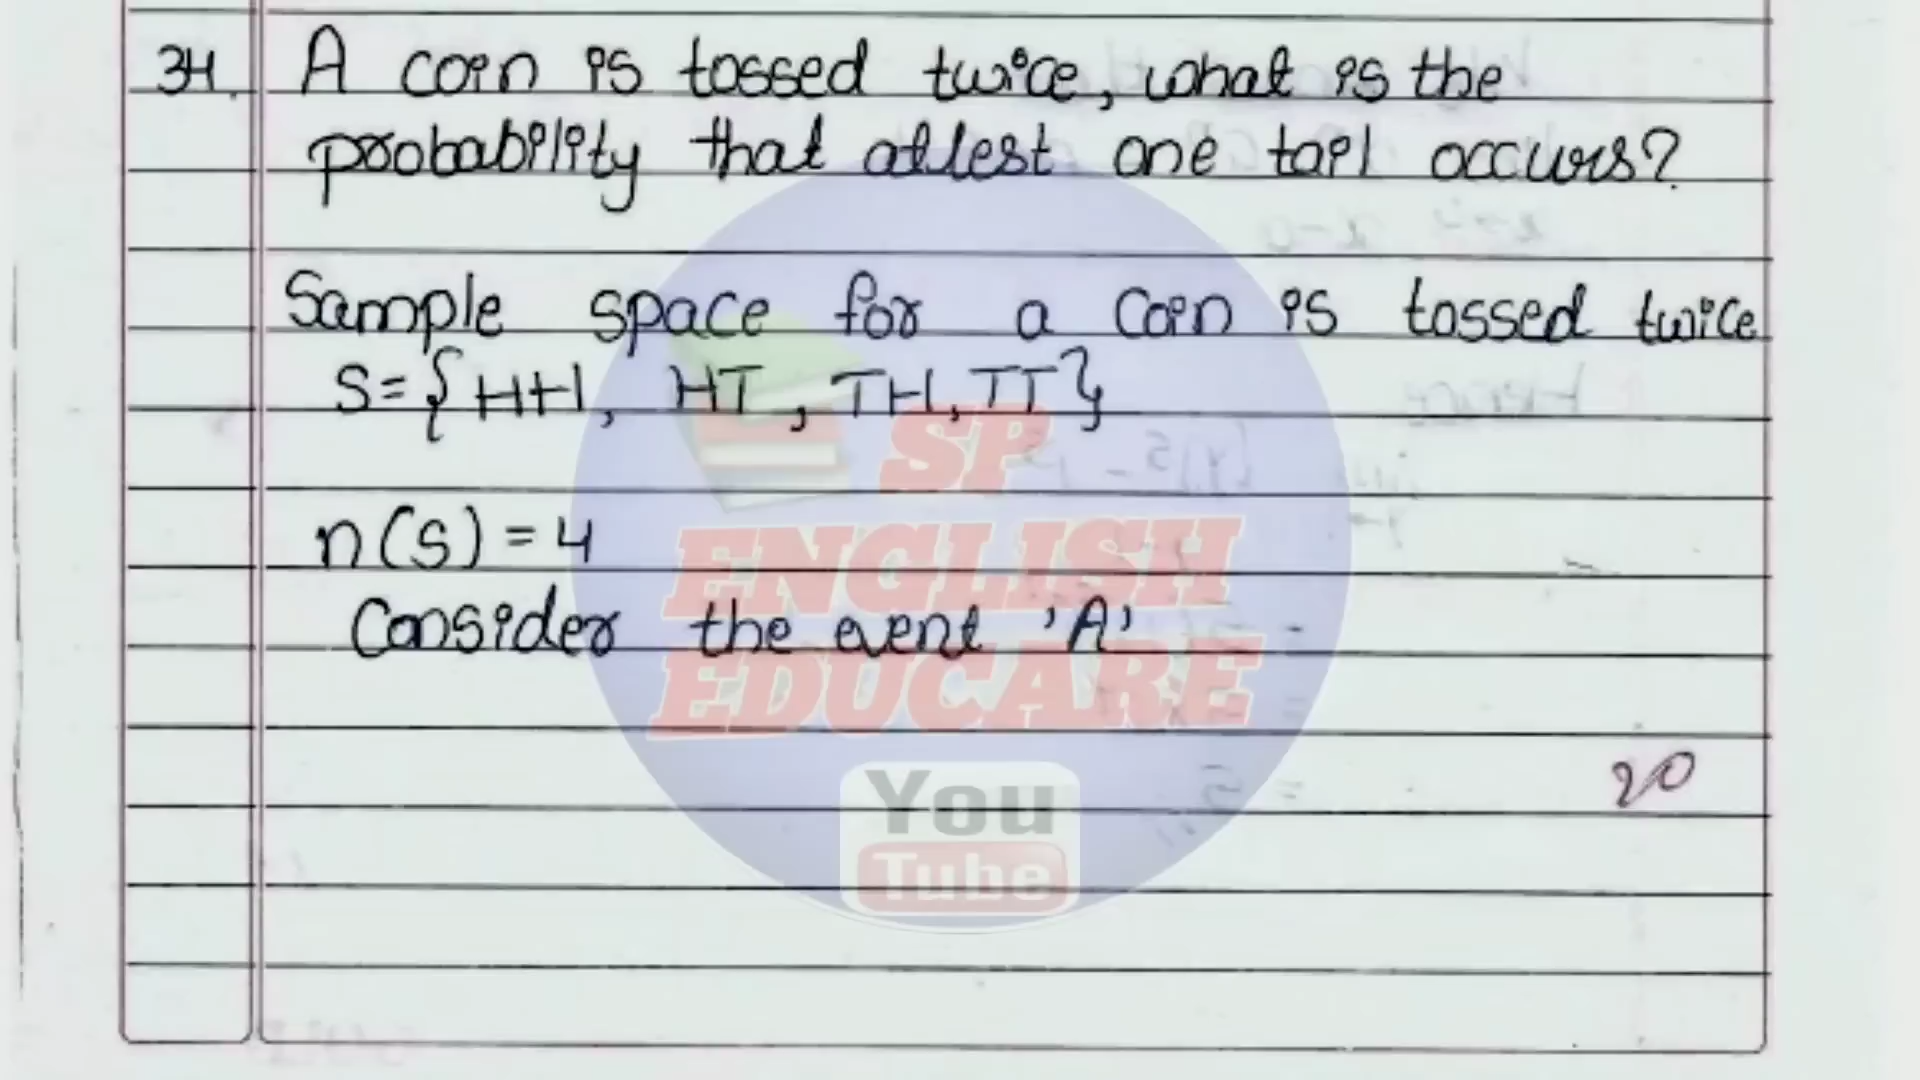 34. A coin is tossed twice, what is the
probability that atlest one tail occurs?
Sample space for a coin is tossed twice
S={HH, HT, TH, TT}
n(S)=4
Consider the event 'A'
SP
ENGLISH
EDUCARE
You
Tube
20